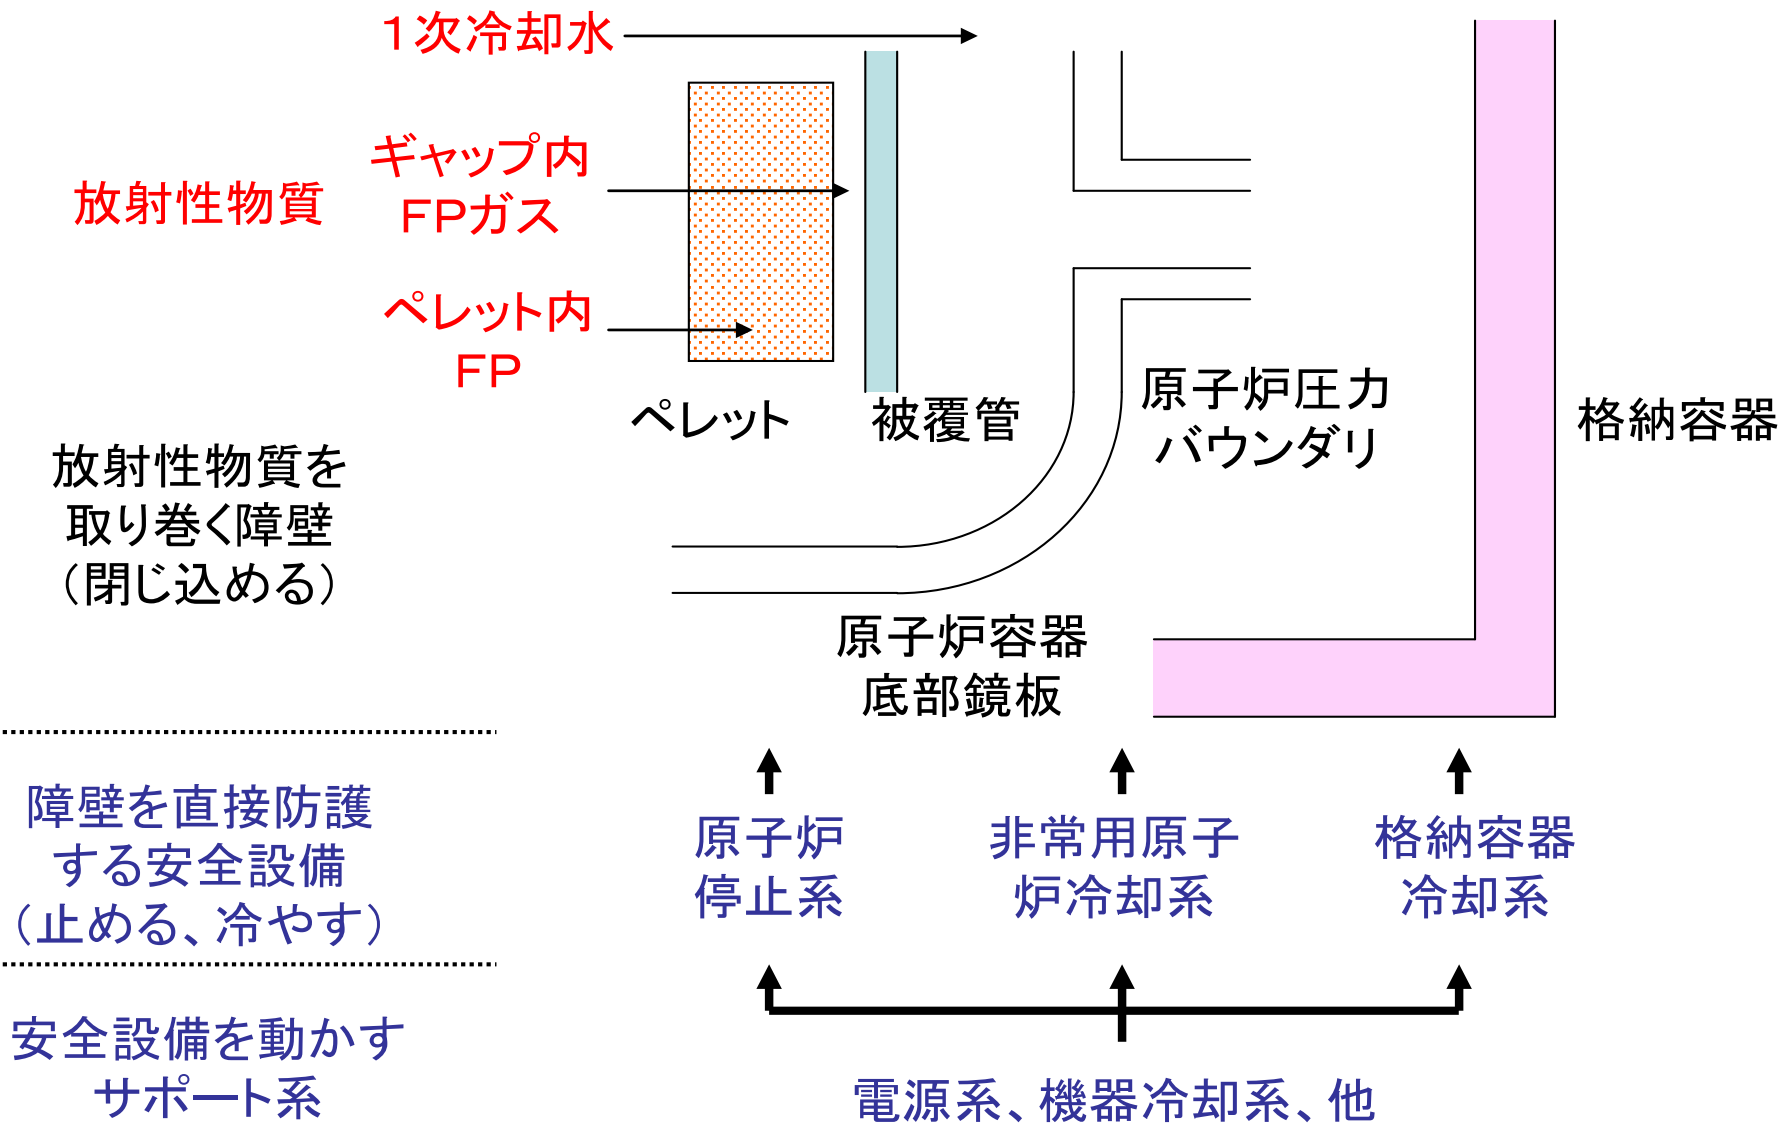 １次冷却水
ギャップ内
ＦＰガス
放射性物質
ペレット内
ＦＰ
ペレット
被覆管
原子炉圧力
バウンダリ
格納容器
放射性物質を
取り巻く障壁
（閉じ込める）
原子炉容器
底部鏡板
障壁を直接防護
する安全設備
（止める、冷やす）
原子炉
停止系
非常用原子
炉冷却系
格納容器
冷却系
安全設備を動かす
サポート系
電源系、機器冷却系、他